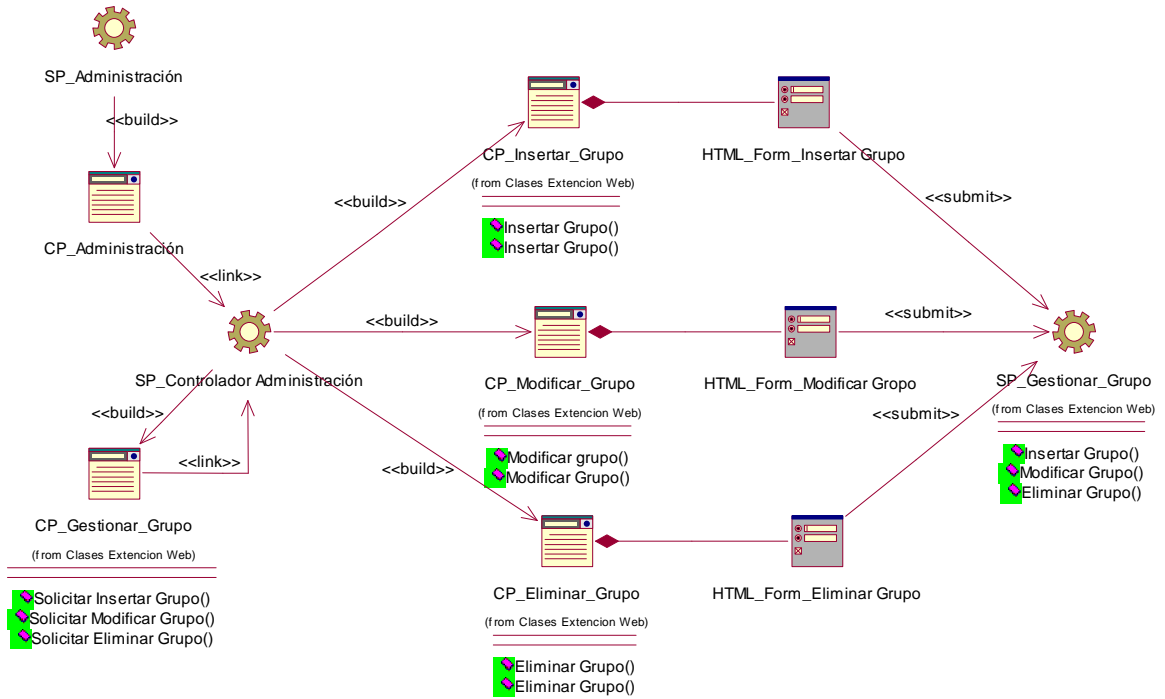 SP_Administración
<<build>>
CP_Administración
<<link>>
SP_Controlador Administración
<<build>>
<<link>>
CP_Gestionar_Grupo
(from Clases Extencion Web)
Solicitar Insertar Grupo()
Solicitar Modificar Grupo()
Solicitar Eliminar Grupo()
<<build>>
CP_Insertar_Grupo
(from Clases Extencion Web)
Insertar Grupo()
Insertar Grupo()
HTML_Form_Insertar Grupo
<<submit>>
<<build>>
CP_Modificar_Grupo
(from Clases Extencion Web)
Modificar grupo()
Modificar Grupo()
HTML_Form_Modificar Gropo
<<submit>>
<<build>>
CP_Eliminar_Grupo
(from Clases Extencion Web)
Eliminar Grupo()
Eliminar Grupo()
HTML_Form_Eliminar Grupo
<<submit>>
SP_Gestionar_Grupo
(from Clases Extencion Web)
Insertar Grupo()
Modificar Grupo()
Eliminar Grupo()